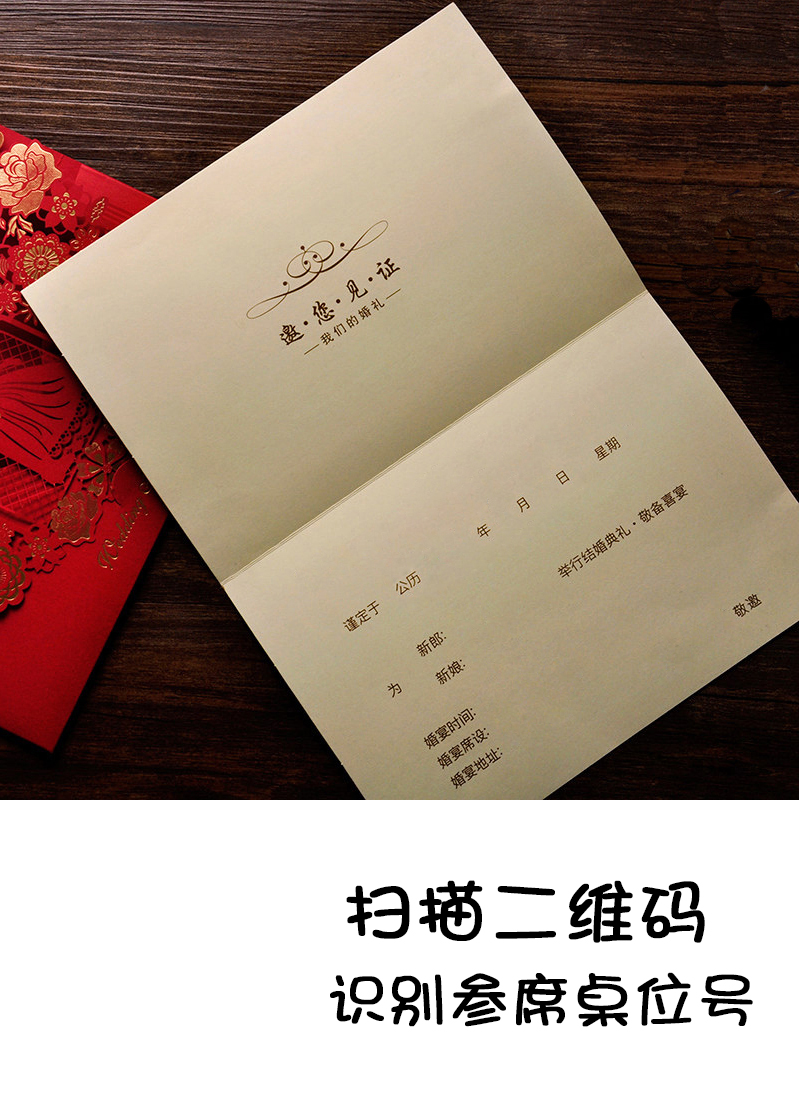 邀·您·见·证
—我们的婚礼—
谨定于 公历 年 月 日 星期
举行结婚典礼·敬备喜宴
为 新郎:
新娘:
敬邀
婚宴时间:
婚宴席设:
婚宴地址:
Wedding
扫描二维码
识别参席桌位号